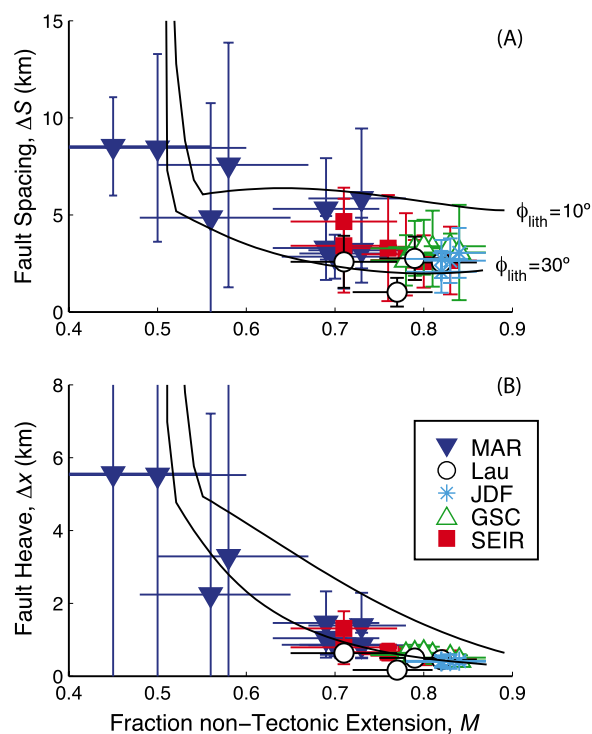 15
10
5
0
Fault Spacing, ΔS (km)
(A)
ϕlith=10º
ϕlith=30º
0.4 0.5 0.6 0.7 0.8 0.9
8
6
4
2
0
Fault Heave, Δx (km)
(B)
MAR
Lau
JDF
GSC
SEIR
0.4 0.5 0.6 0.7 0.8 0.9
Fraction non−Tectonic Extension, M